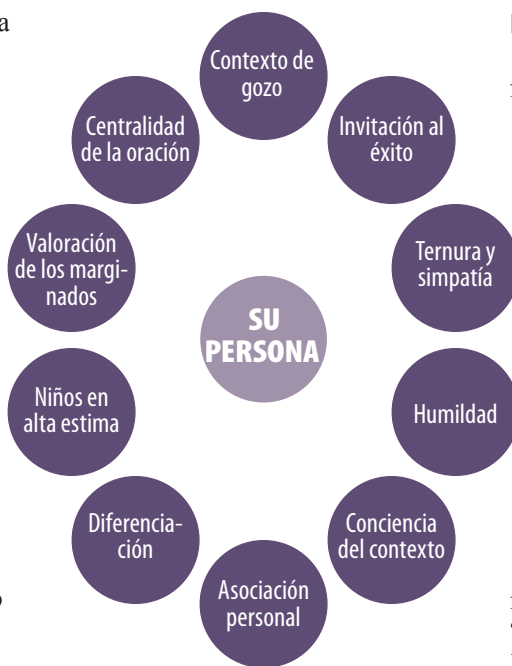 a
Contexto de
gozo
Invitación al
éxito
Ternura y
simpatía
Humildad
Conciencia
del contexto
Asociación
personal
Diferencia-
ción
Niños en
alta estima
Valoración
de los margi-
nados
Centralidad
de la oración
SU
PERSONA